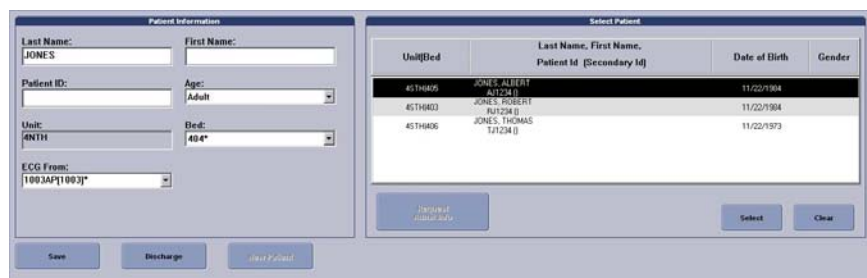 Patient Information
Last Name:
First Name:
JONES
Patient ID:
Age:
Adult
Unit:
Bed:
4NTH
404*
ECG From:
1003AP[1003]*
Save
Discharge
New Patient
Select Patient
Unit|Bed
Last Name, First Name,
Patient Id (Secondary Id)
Date of Birth
Gender
4STH|405
JONES, ALBERT
AJ1234 ()
11/22/1984
4STH|403
JONES, ROBERT
RJ1234 ()
11/22/1984
4STH|406
JONES, THOMAS
TJ1234 ()
11/22/1973
Request
Select
Clear